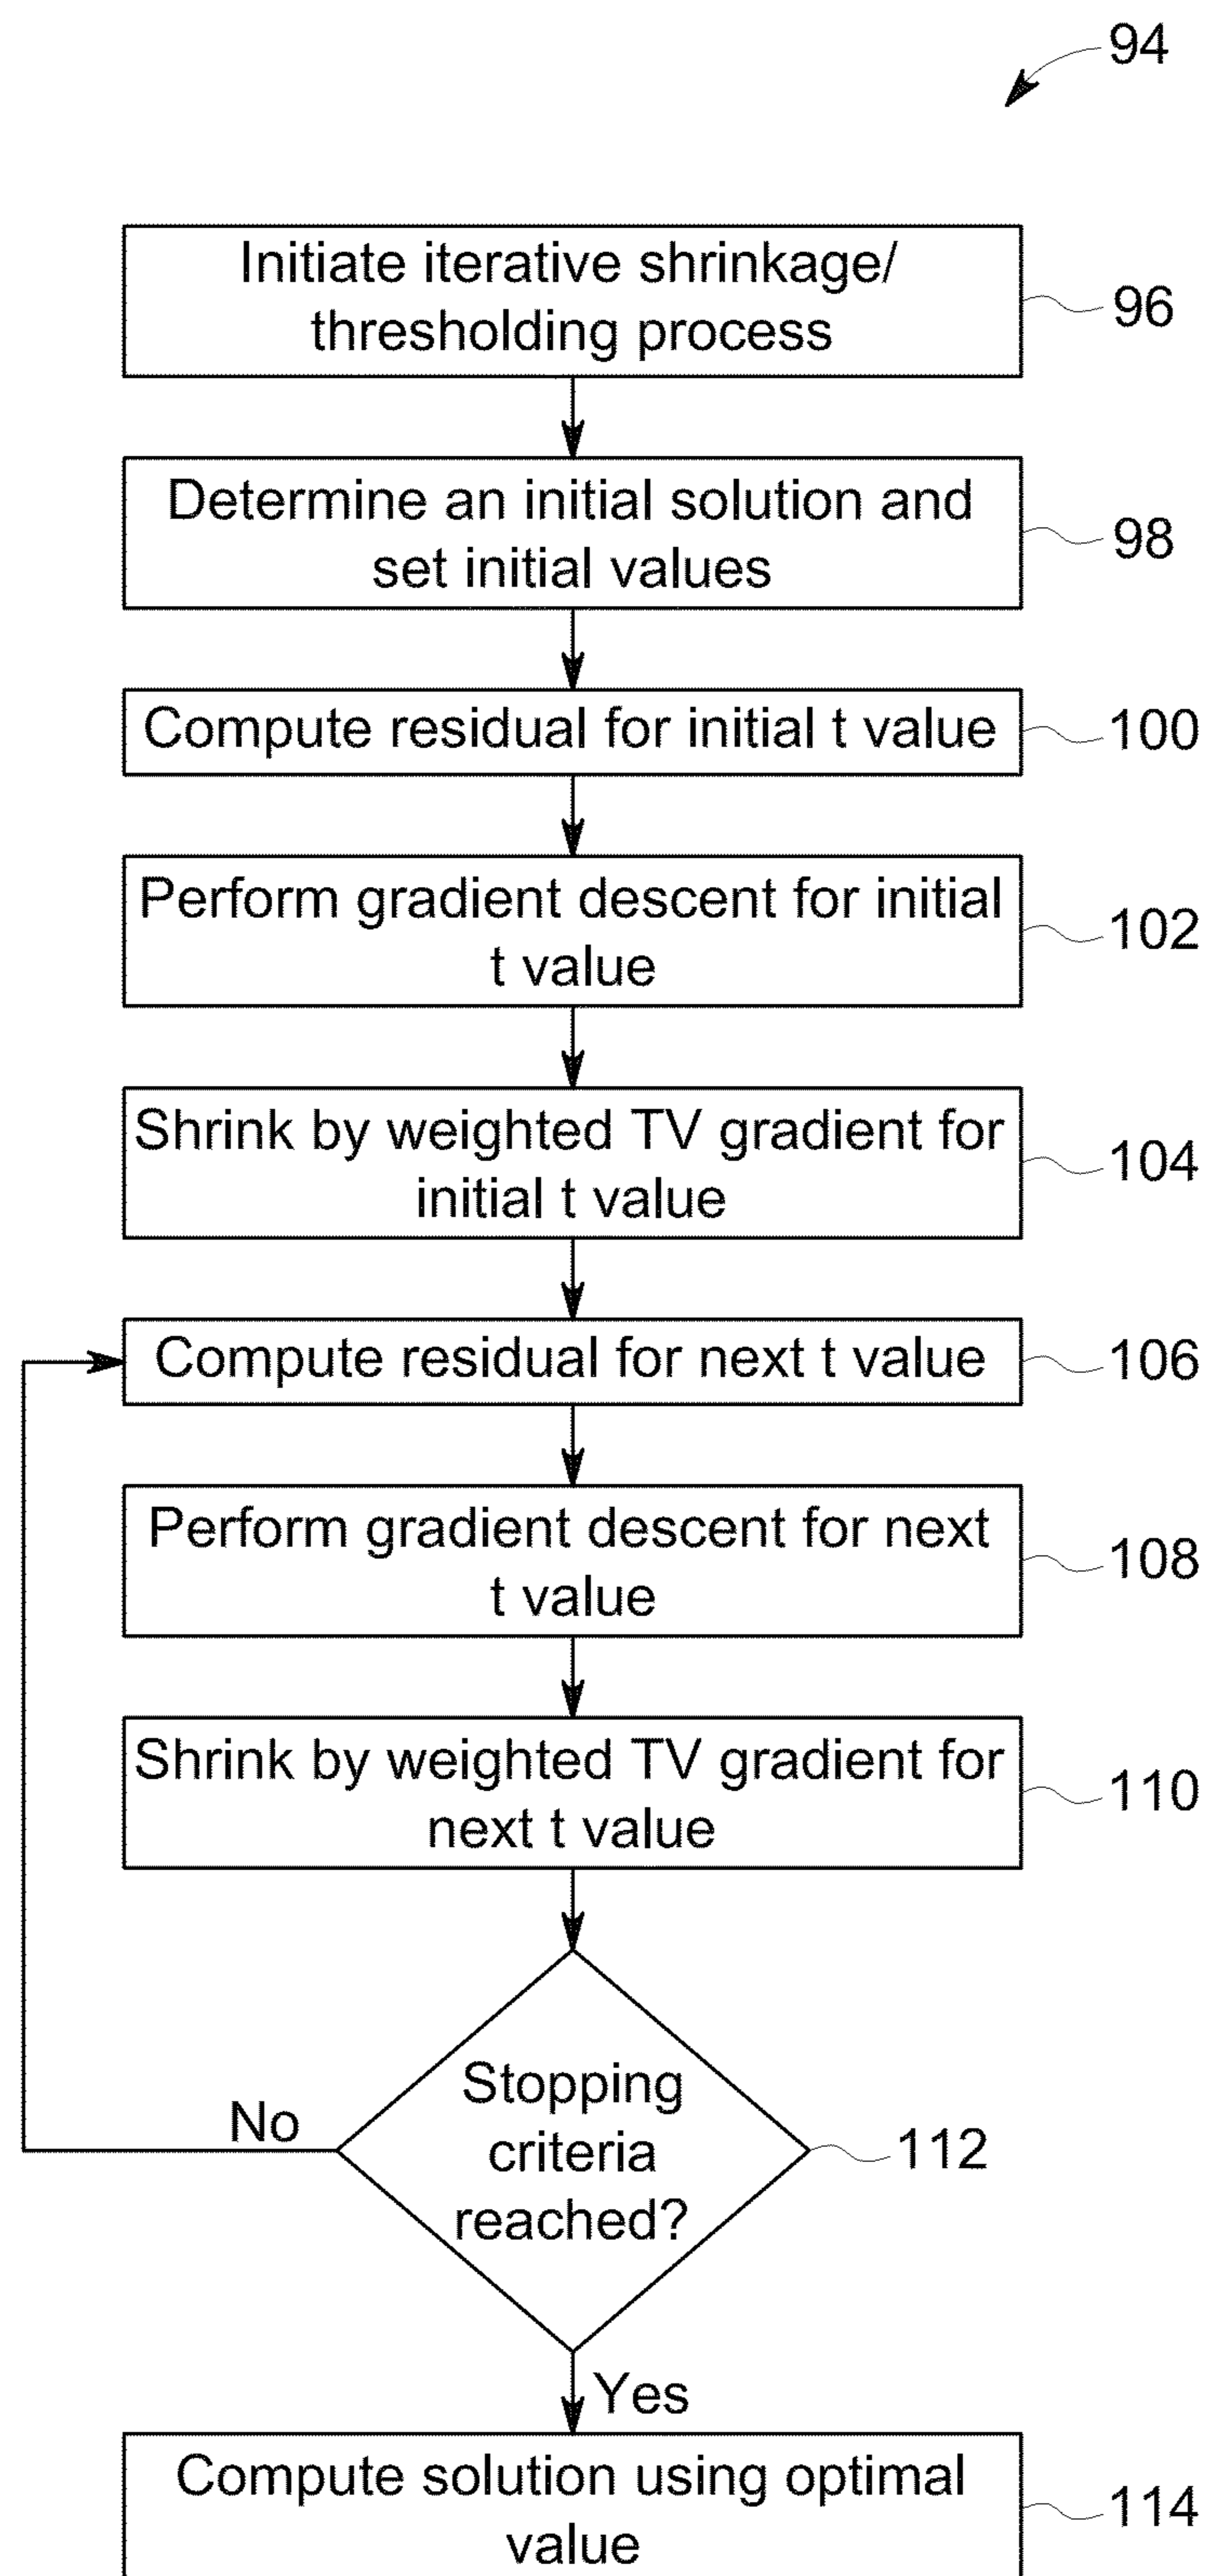 94
Initiate iterative shrinkage/
thresholding process
96
Determine an initial solution and
set initial values
98
Compute residual for initial t value
100
Perform gradient descent for initial
t value
102
Shrink by weighted TV gradient for
initial t value
104
Compute residual for next t value
106
Perform gradient descent for next
t value
108
Shrink by weighted TV gradient for
next t value
110
Stopping
criteria
reached?
No
112
Yes
Compute solution using optimal
value
114